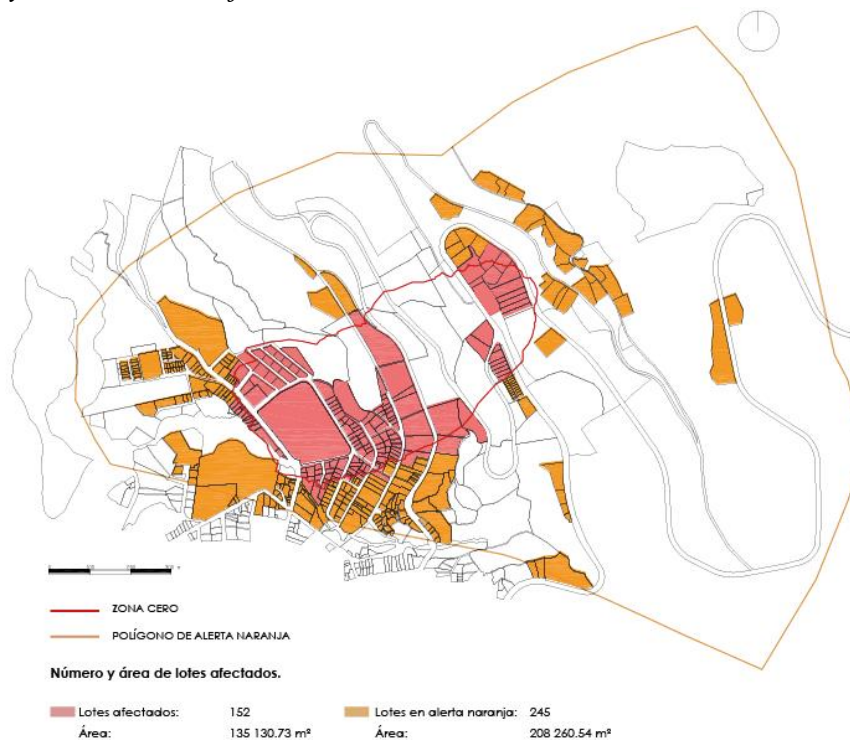 ZONA CERO
POLÍGONO DE ALERTA NARANJA
Número y área de lotes afectados.
Lotes afectados: 152
Área: 135 130.73 m²
Lotes en alerta naranja: 245
Área: 208 260.54 m²